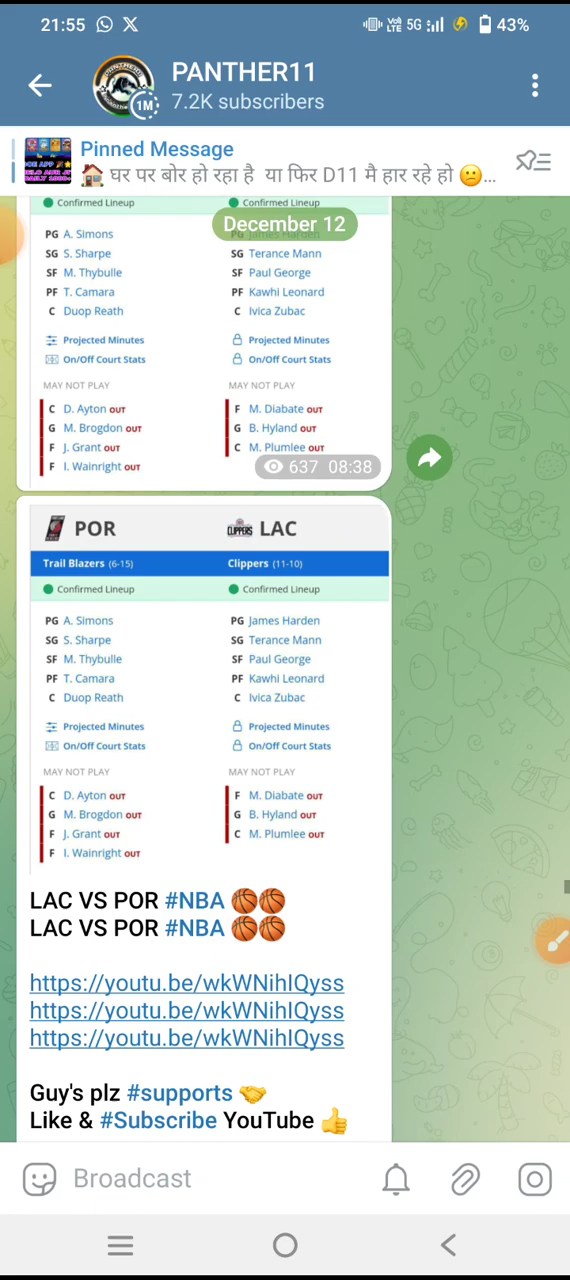 21:55
5G
43%
PANTHER11
1M
7.2K subscribers
Pinned Message
घर पर बोर हो रहा है या फिर D11 मै हार रहे हो 😕...
Confirmed Lineup
Confirmed Lineup
December 12
PG A. Simons
PG James Harden
SG S. Sharpe
SG Terance Mann
SF M. Thybulle
SF Paul George
PF T. Camara
PF Kawhi Leonard
C Duop Reath
C Ivica Zubac
Projected Minutes
Projected Minutes
On/Off Court Stats
On/Off Court Stats
MAY NOT PLAY
MAY NOT PLAY
C D. Ayton OUT
F M. Diabate OUT
G M. Brogdon OUT
G B. Hyland OUT
F J. Grant OUT
C M. Plumlee OUT
F I. Wainright OUT
637 08:38
POR
CLIPPERS LAC
Trail Blazers (6-15)
Clippers (11-10)
Confirmed Lineup
Confirmed Lineup
PG A. Simons
PG James Harden
SG S. Sharpe
SG Terance Mann
SF M. Thybulle
SF Paul George
PF T. Camara
PF Kawhi Leonard
C Duop Reath
C Ivica Zubac
Projected Minutes
Projected Minutes
On/Off Court Stats
On/Off Court Stats
MAY NOT PLAY
MAY NOT PLAY
C D. Ayton OUT
F M. Diabate OUT
G M. Brogdon OUT
G B. Hyland OUT
F J. Grant OUT
C M. Plumlee OUT
F I. Wainright OUT
LAC VS POR #NBA 🏀🏀
LAC VS POR #NBA 🏀🏀
https://youtu.be/wkWNihIQyss
https://youtu.be/wkWNihIQyss
https://youtu.be/wkWNihIQyss
Guy's plz #supports 🤝
Like & #Subscribe YouTube 👍
Broadcast